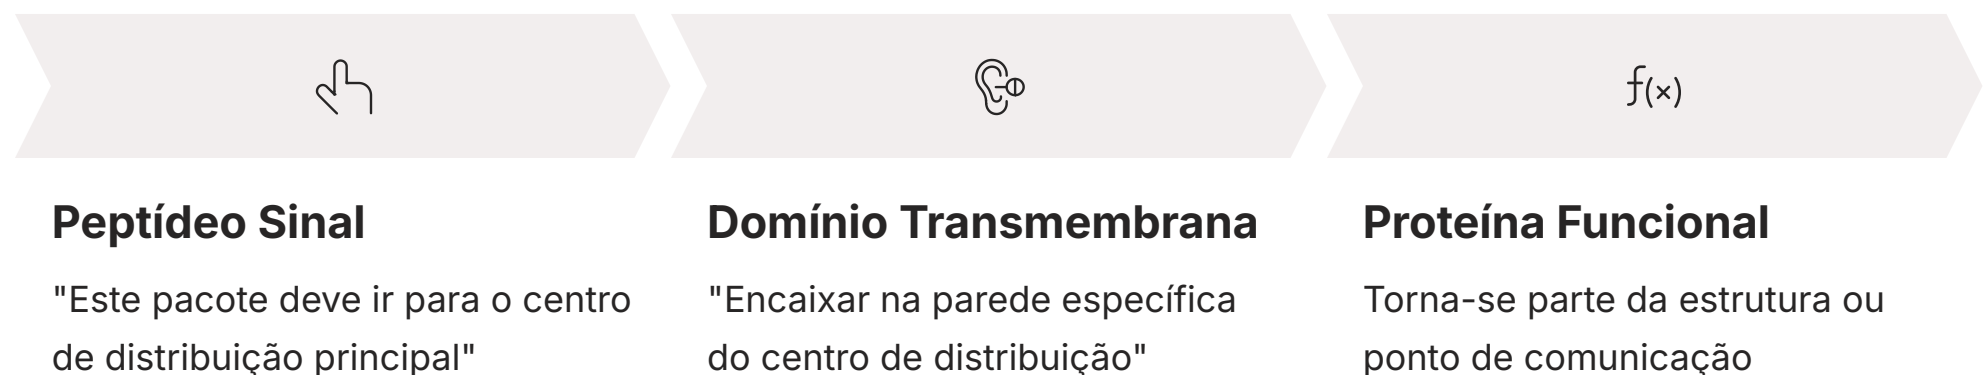 f(x)
Peptídeo Sinal
"Este pacote deve ir para o centro
de distribuição principal"
Domínio Transmembrana
"Encaixar na parede específica
do centro de distribuição"
Proteína Funcional
Torna-se parte da estrutura ou
ponto de comunicação